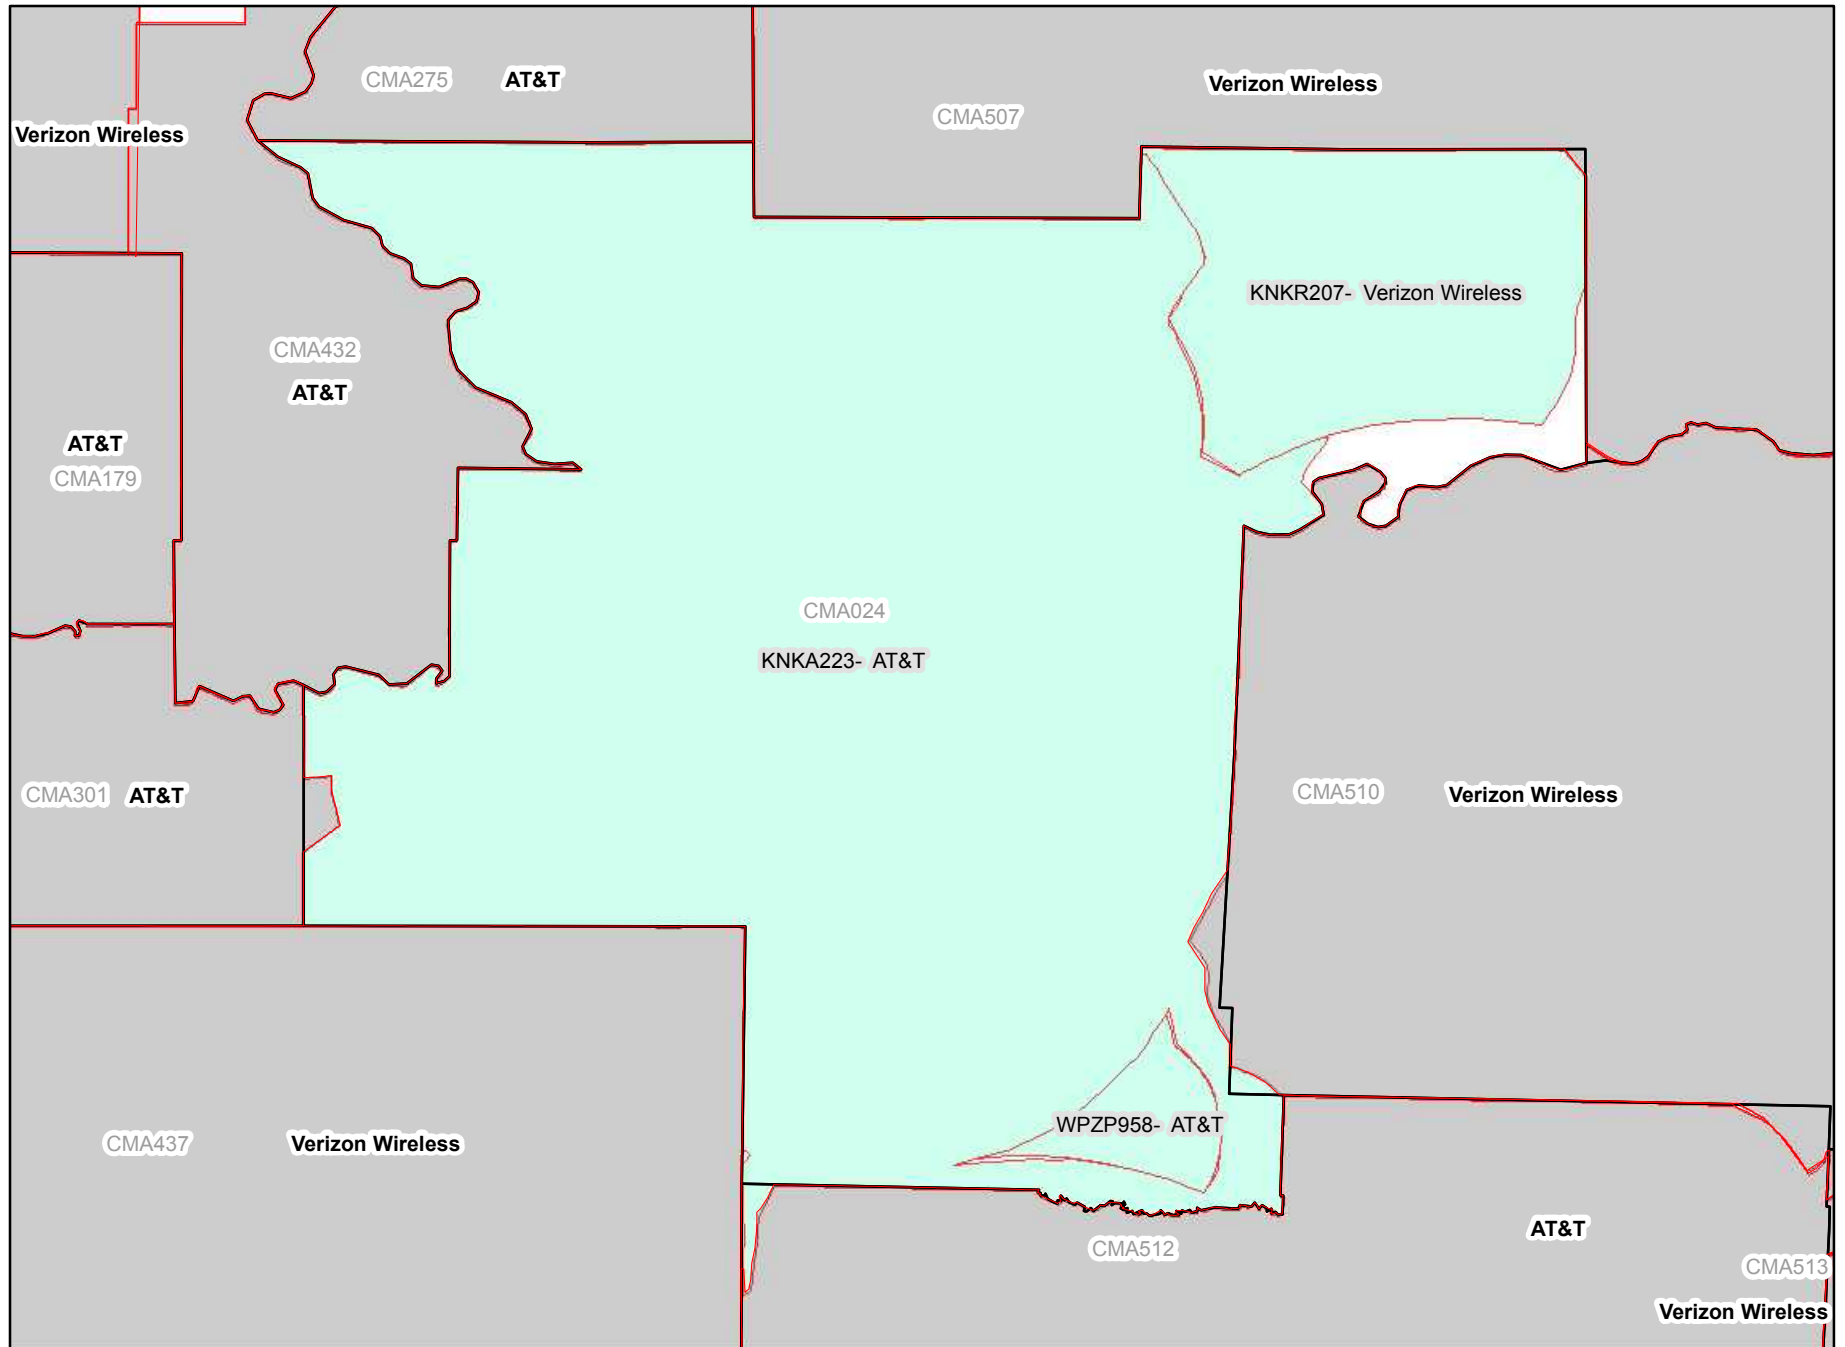 CMA275 AT&T
Verizon Wireless
CMA507
Verizon Wireless
KNKR207- Verizon Wireless
CMA432
AT&T
AT&T
CMA179
CMA024
KNKA223- AT&T
CMA301 AT&T
CMA510 Verizon Wireless
WPZP958- AT&T
CMA437 Verizon Wireless
CMA512
AT&T
CMA513
Verizon Wireless